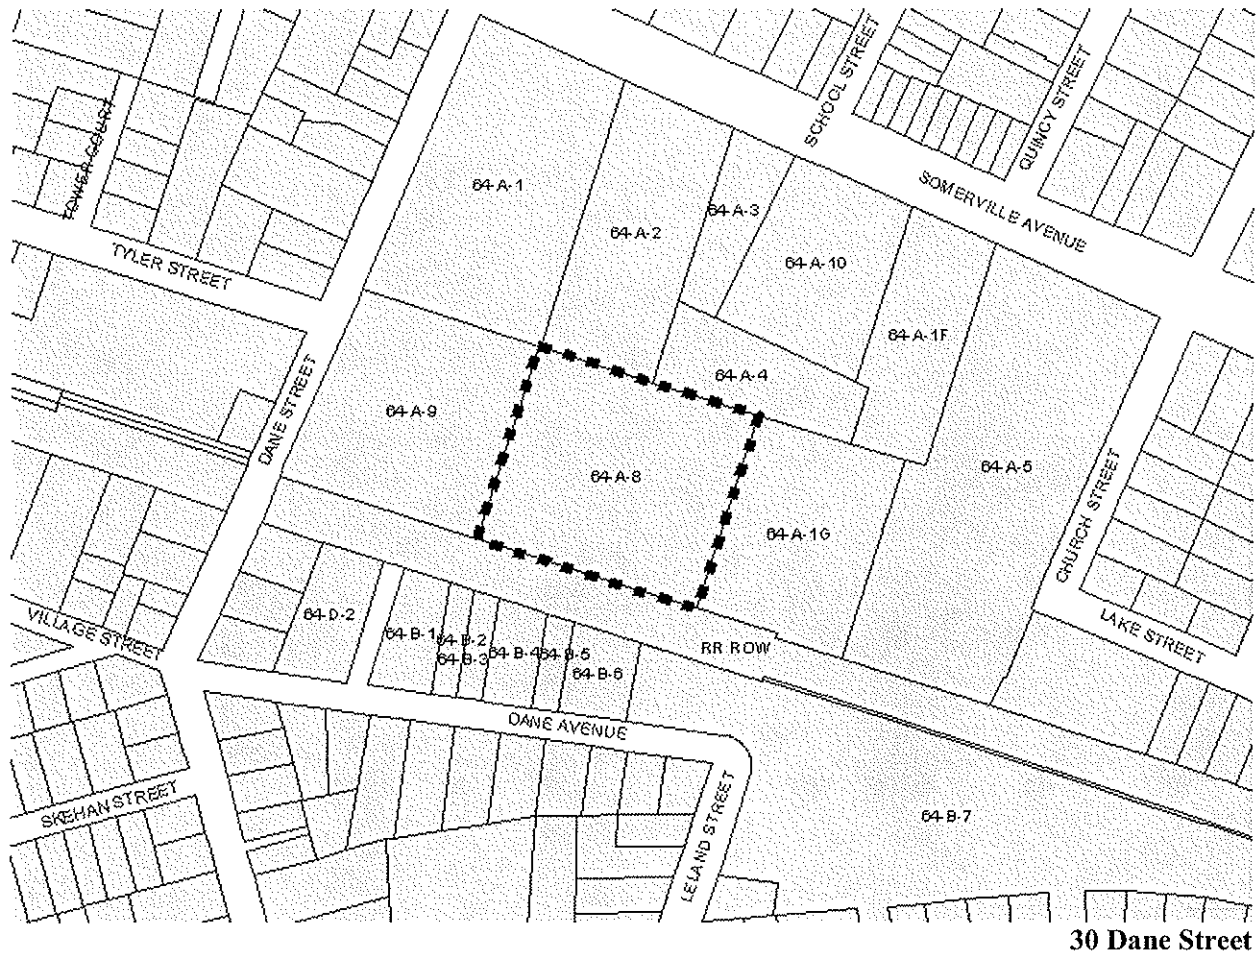 SCHOOL STREET
QUINCY STREET
TOWER COURT
64-A-1
SOMERVILLE AVENUE
64-A-3
64-A-2
TYLER STREET
64-A-10
64-A-1F
64-A-4
DANE STREET
64-A-9
64-A-8
64-A-5
64-A-1G
CHURCH STREET
VILLAGE STREET
64-D-2
64-B-1
64-B-2
64-B-3
64-B-4
64-B-5
64-B-6
RR ROW
LAKE STREET
DANE AVENUE
SKEHAN STREET
LELAND STREET
64-B-7
30 Dane Street